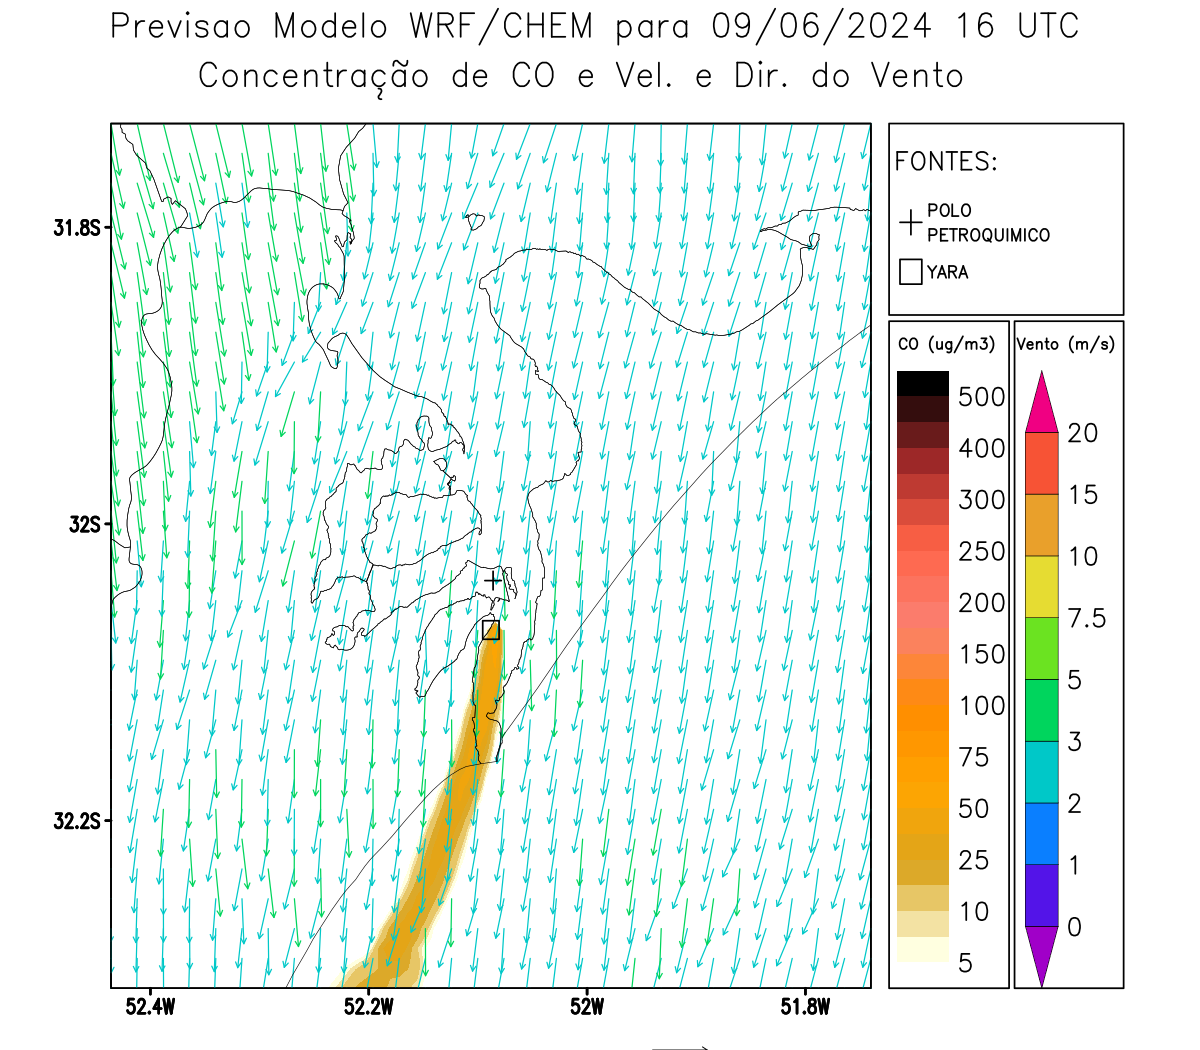 Previsao Modelo WRF/CHEM para 09/06/2024 16 UTC
Concentração de CO e Vel. e Dir. do Vento
FONTES:
POLO
PETROQUIMICO
YARA
CO (ug/m3)
500
400
300
250
200
150
100
75
50
25
10
5
Vento (m/s)
20
15
10
7.5
5
3
2
1
0
31.8S
32S
32.2S
52.4W
52.2W
52W
51.8W